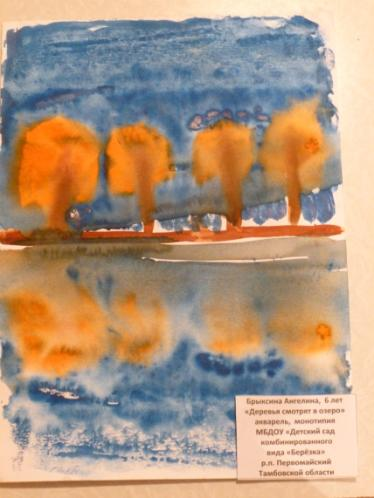 Брыксина Ангелина, 6 лет
«Деревья смотрят в озеро»
акварель, монотипия
МБДОУ «Детский сад
комбинированного
вида «Берёзка»
р.п. Первомайский
Тамбовской области